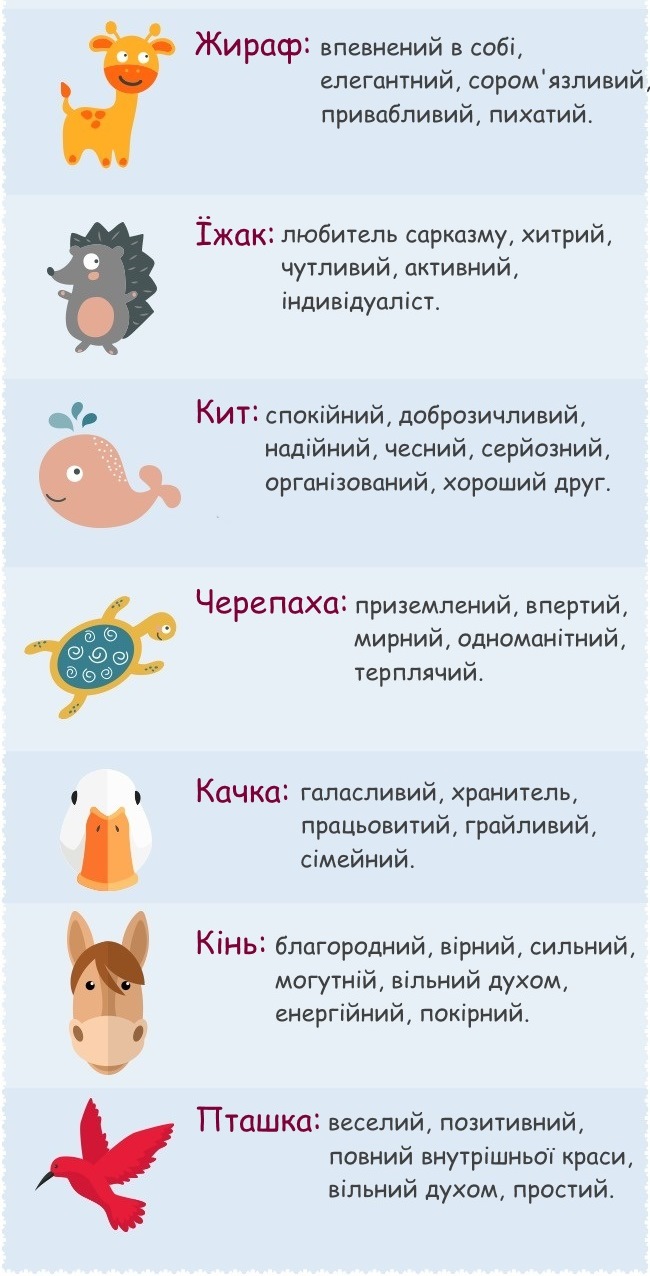 Жираф: впевнений в собі,
елегантний, сором'язливий,
привабливий, пихатий.
Їжак: любитель сарказму, хитрий,
чутливий, активний,
індивідуаліст.
Кит: спокійний, доброзичливий,
надійний, чесний, серйозний,
організований, хороший друг.
Черепаха: приземлений, впертий,
мирний, одноманітний,
терплячий.
Качка: галасливий, хранитель,
працьовитий, грайливий,
сімейний.
Кінь: благородний, вірний, сильний,
могутній, вільний духом,
енергійний, покірний.
Пташка: веселий, позитивний,
повний внутрішньої краси,
вільний духом, простий.